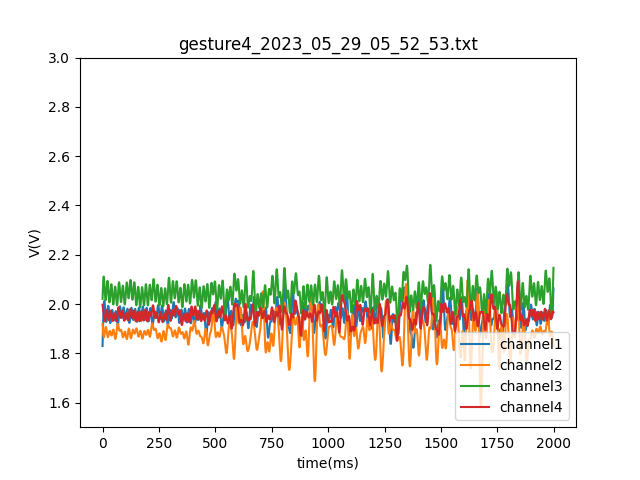 gesture4_2023_05_29_05_52_53.txt
3.0
2.8
2.6
2.4
2.2
2.0
1.8
1.6
V(V)
channel1
channel2
channel3
channel4
0 250 500 750 1000 1250 1500 1750 2000
time(ms)